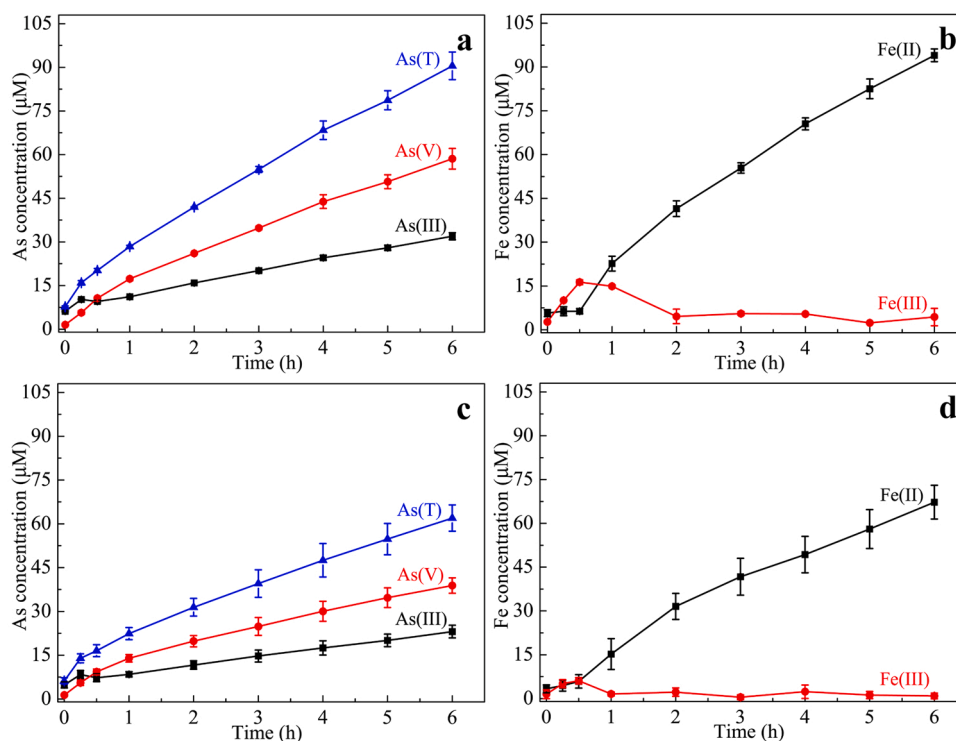 105
90
75
60
45
30
15
0
As concentration (μM)
a
As(T)
As(V)
As(III)
0 1 2 3 4 5 6
Time (h)
105
90
75
60
45
30
15
0
Fe concentration (μM)
b
Fe(II)
Fe(III)
0 1 2 3 4 5 6
Time (h)
105
90
75
60
45
30
15
0
As concentration (μM)
c
As(T)
As(V)
As(III)
0 1 2 3 4 5 6
Time (h)
105
90
75
60
45
30
15
0
Fe concentration (μM)
d
Fe(II)
Fe(III)
0 1 2 3 4 5 6
Time (h)